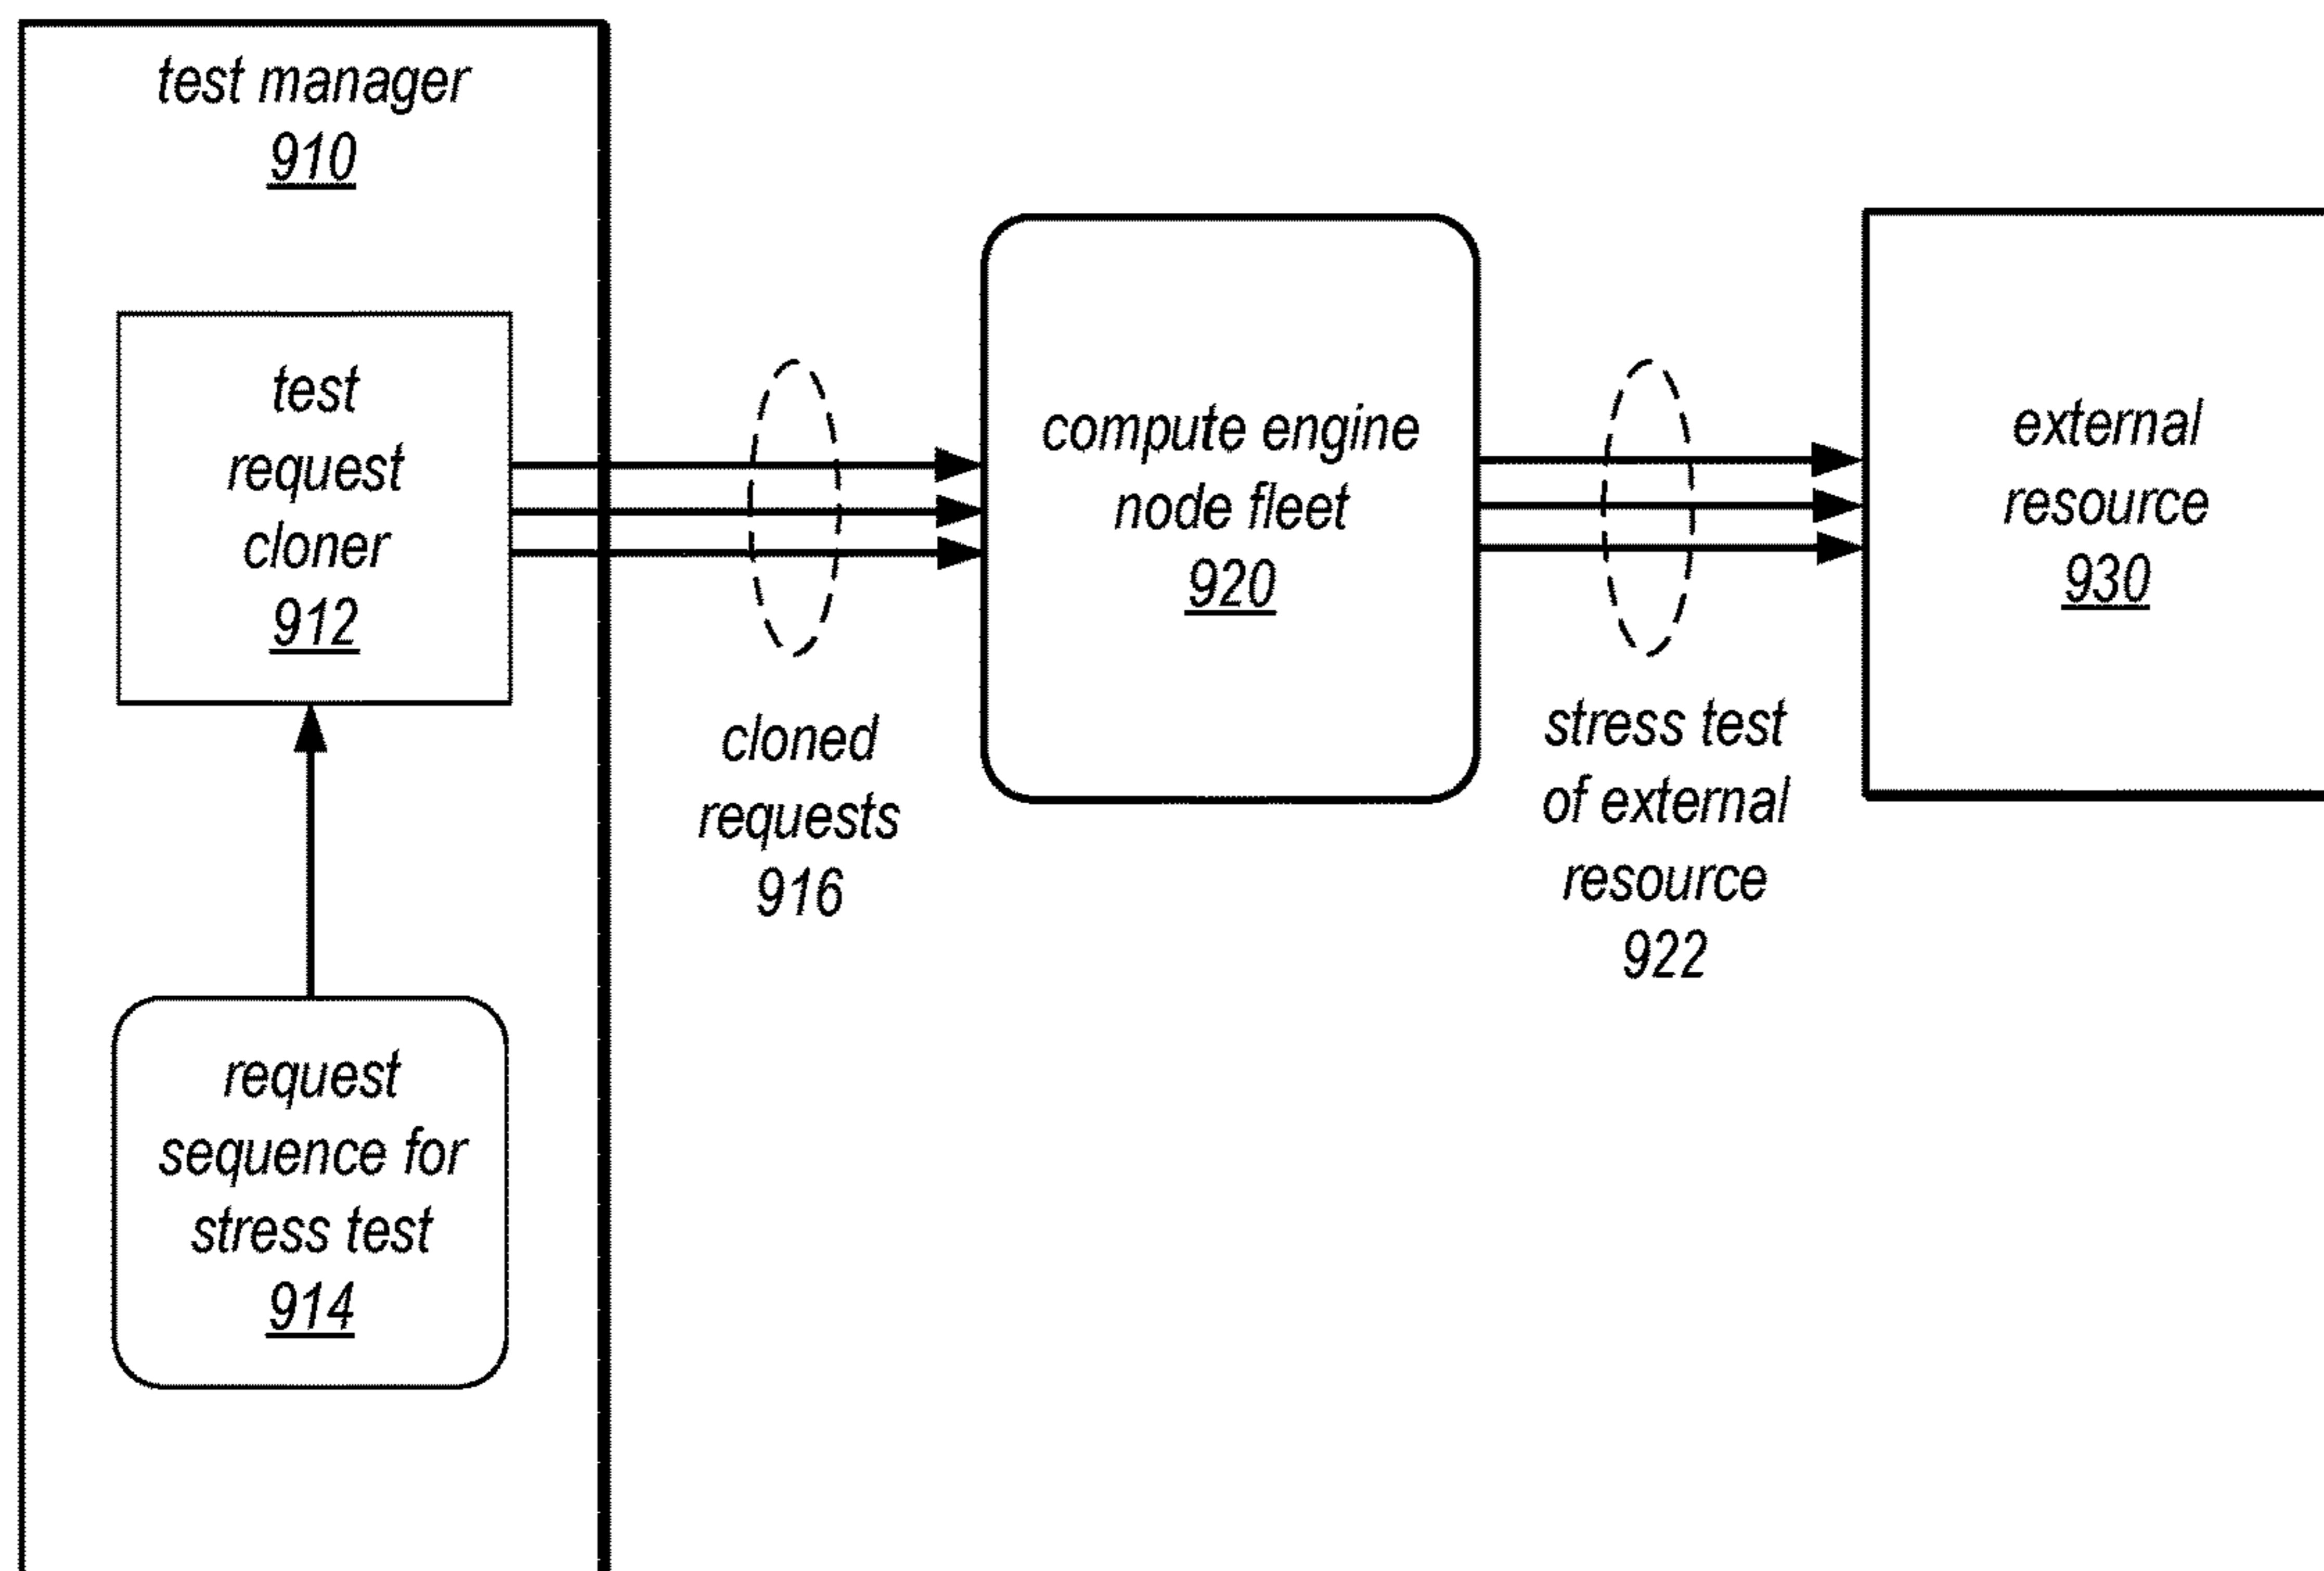 test manager
910
test
request
cloner
912
request
sequence for
stress test
914
cloned
requests
916
compute engine
node fleet
920
stress test
of external
resource
922
external
resource
930